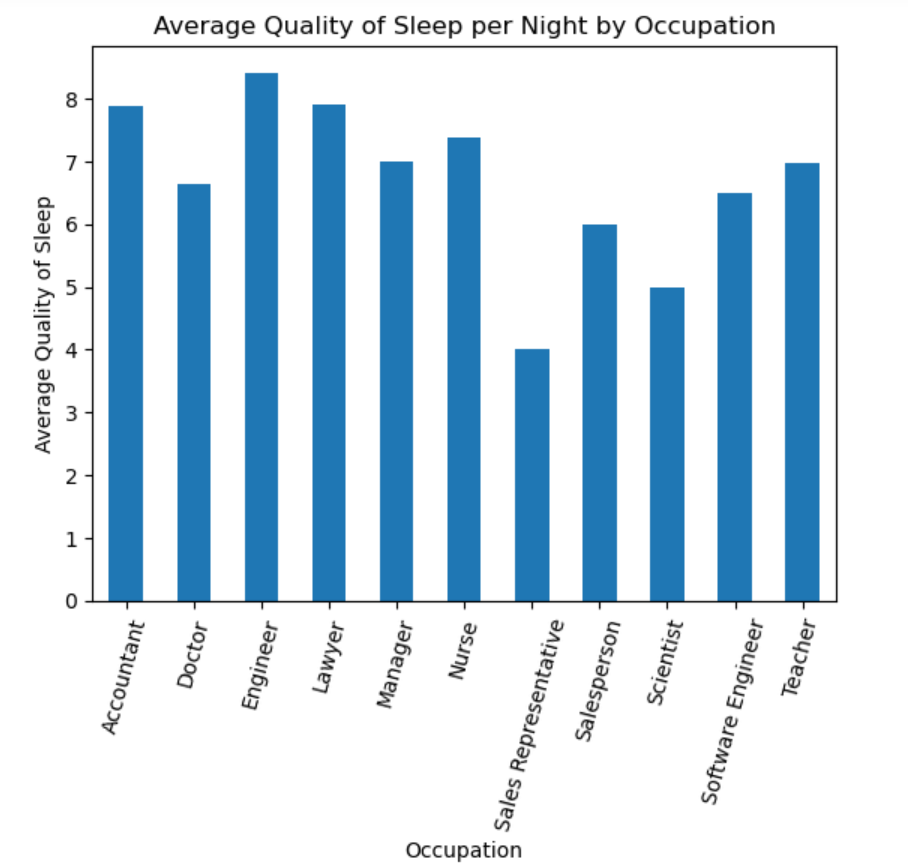 Average Quality of Sleep per Night by Occupation
8
7
6
5
4
3
2
1
0
Average Quality of Sleep
Accountant
Doctor
Engineer
Lawyer
Manager
Nurse
Sales Representative
Salesperson
Scientist
Software Engineer
Teacher
Occupation